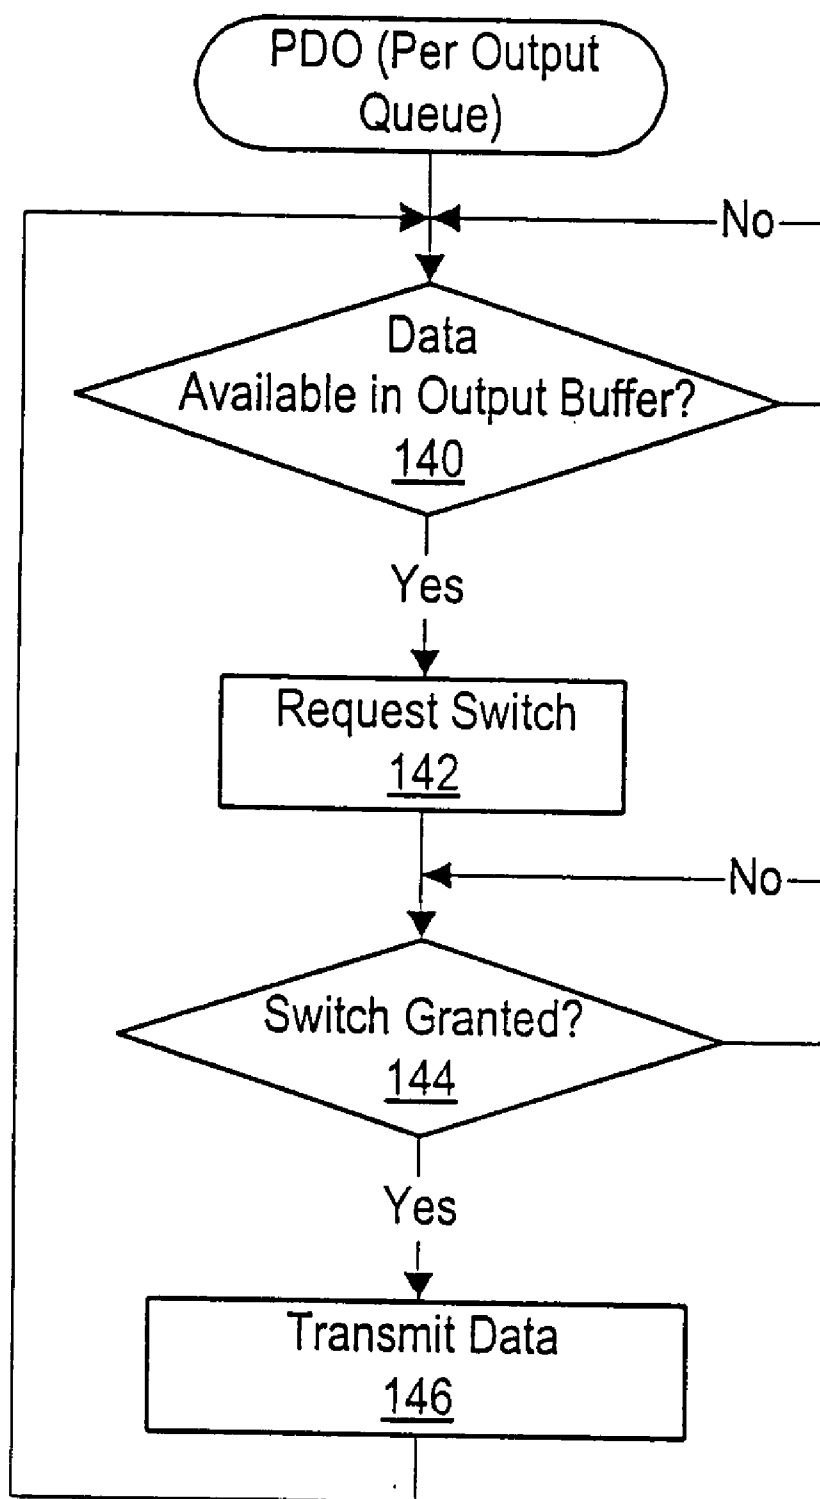 PDO (Per Output
Queue)
No
Data
Available in Output Buffer?
140
Yes
Request Switch
142
No
Switch Granted?
144
Yes
Transmit Data
146